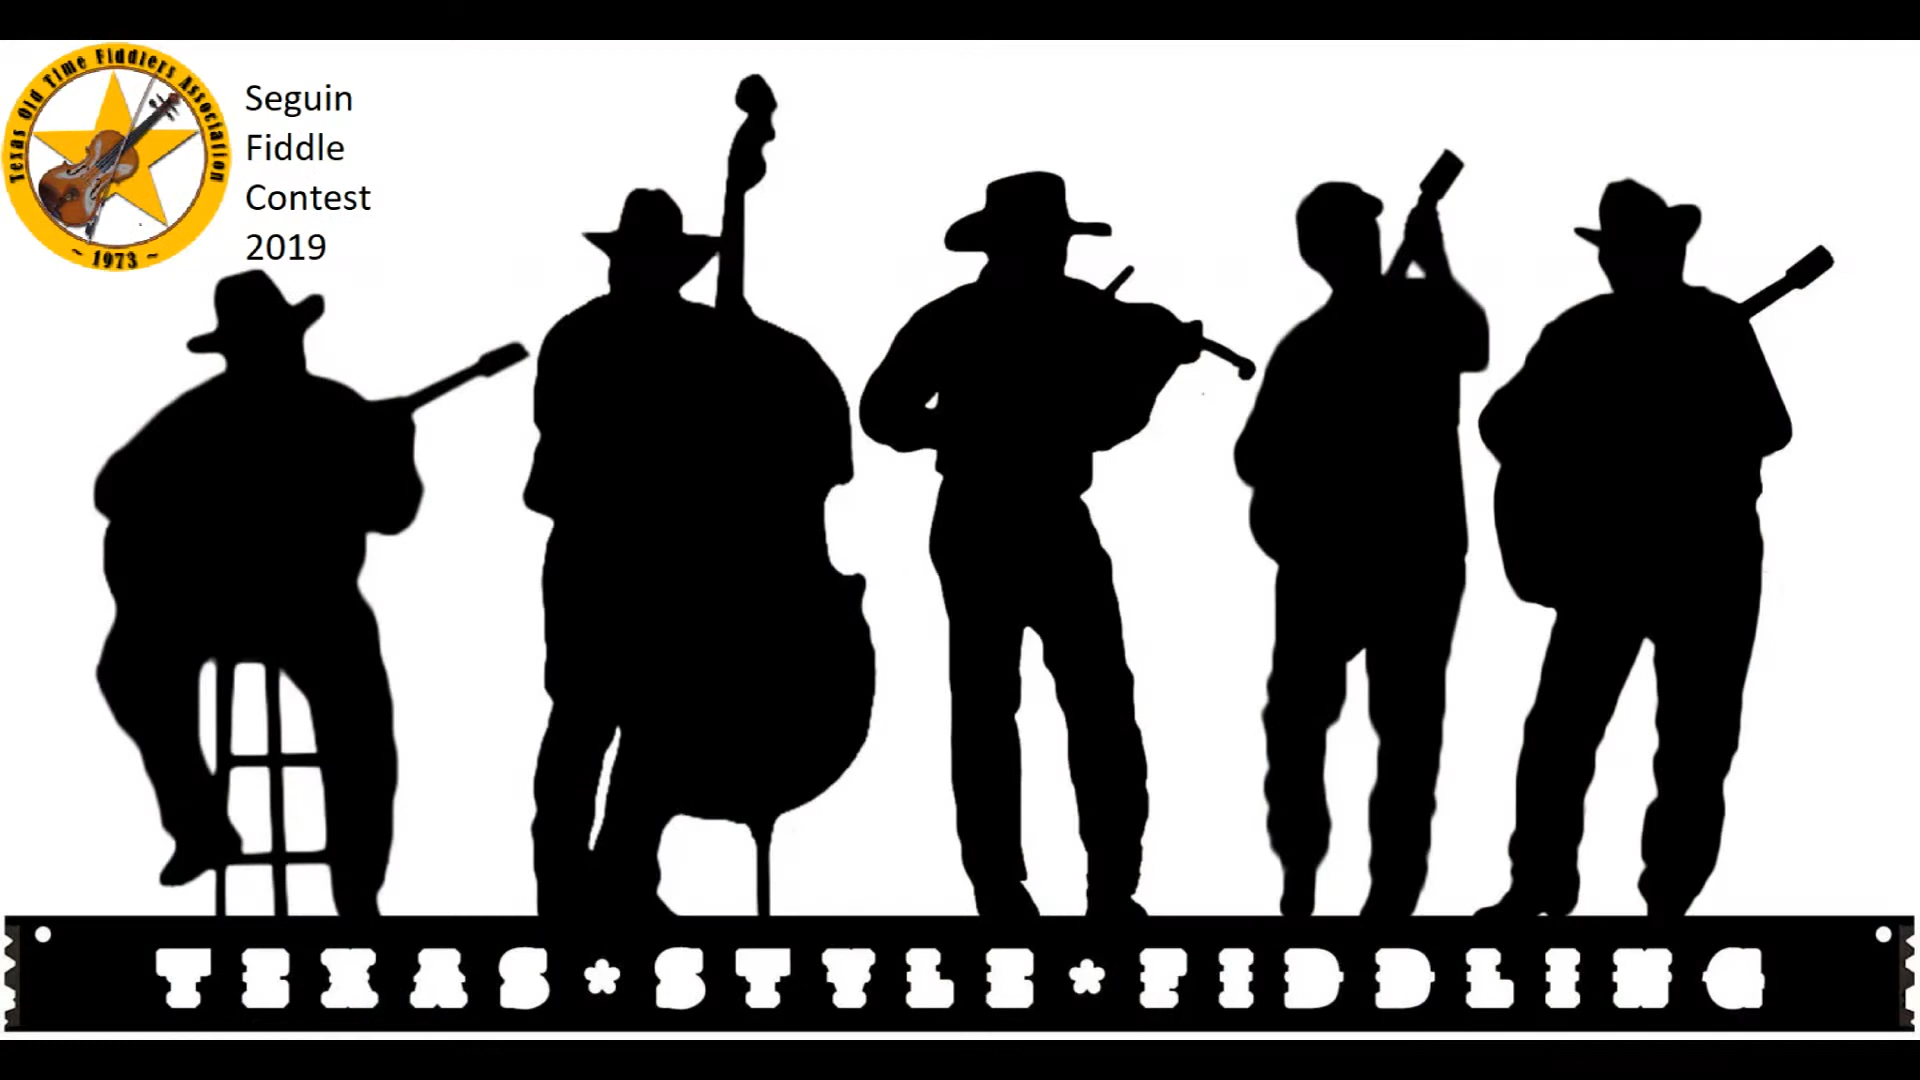 Texas Old Time Fiddlers Association
~ 1973 ~
Seguin
Fiddle
Contest
2019
TEXAS*STYLE*FIDDLING